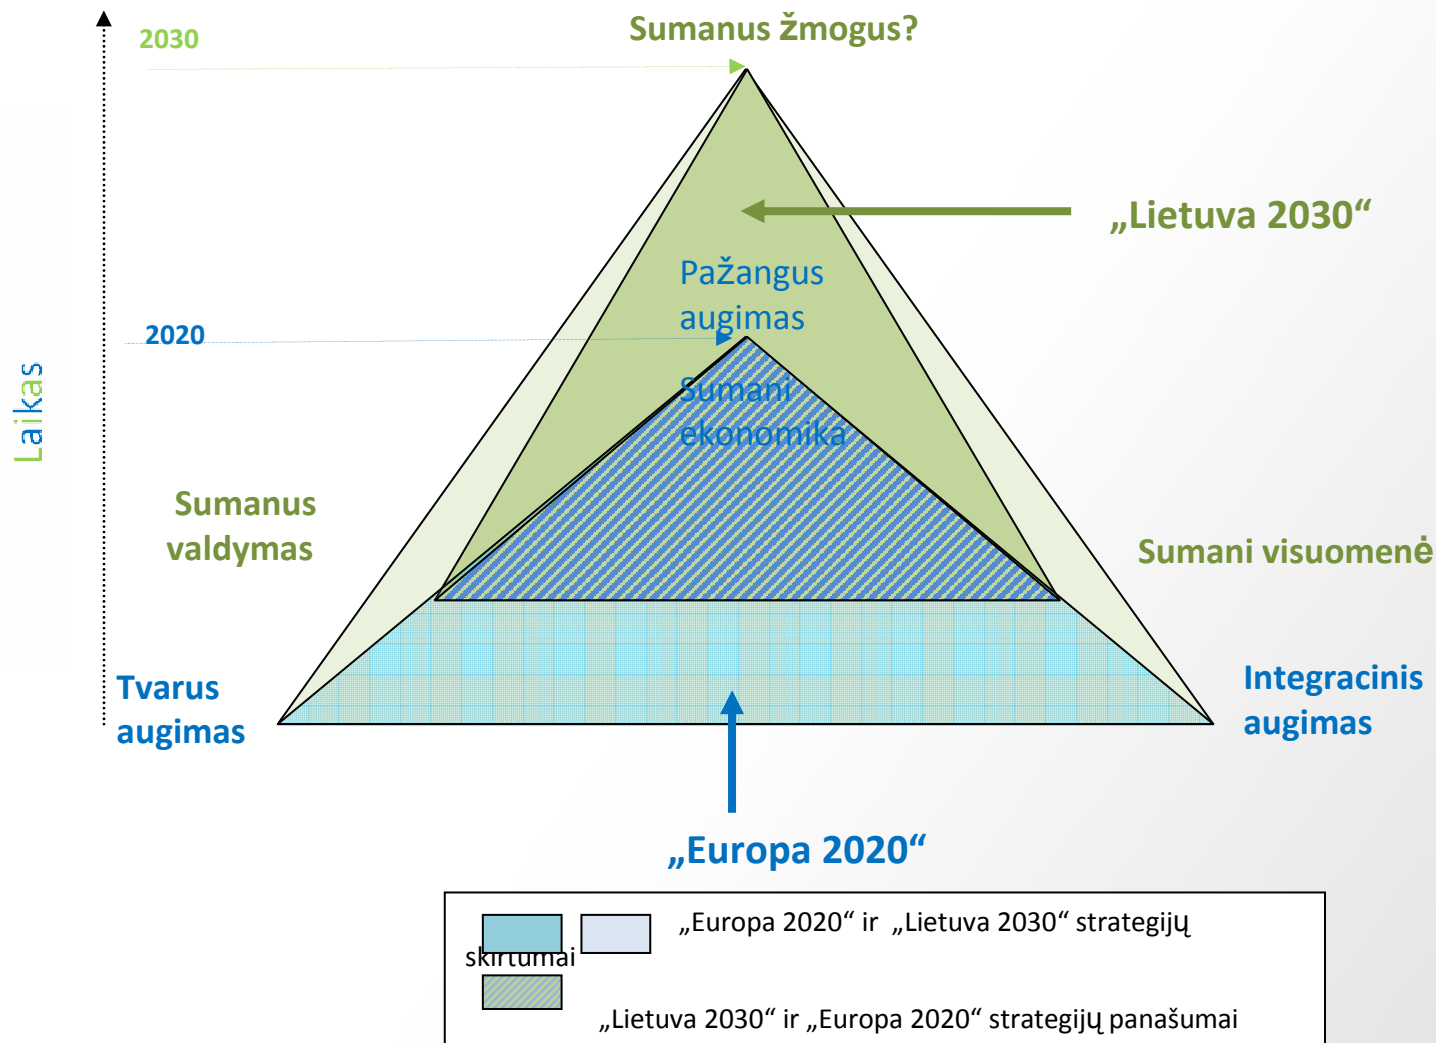 2030
Sumanus žmogus?
„Lietuva 2030“
Pažangus
augimas
2020
Sumani
ekonomika
Laikas
Sumanus
valdymas
Sumani visuomenė
Tvarus
augimas
Integracinis
augimas
„Europa 2020“
„Europa 2020“ ir „Lietuva 2030“ strategijų
skirtumai
„Lietuva 2030“ ir „Europa 2020“ strategijų panašumai